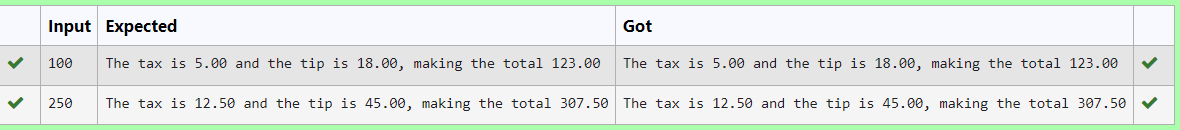 Input Expected Got
100 The tax is 5.00 and the tip is 18.00, making the total 123.00 The tax is 5.00 and the tip is 18.00, making the total 123.00
250 The tax is 12.50 and the tip is 45.00, making the total 307.50 The tax is 12.50 and the tip is 45.00, making the total 307.50